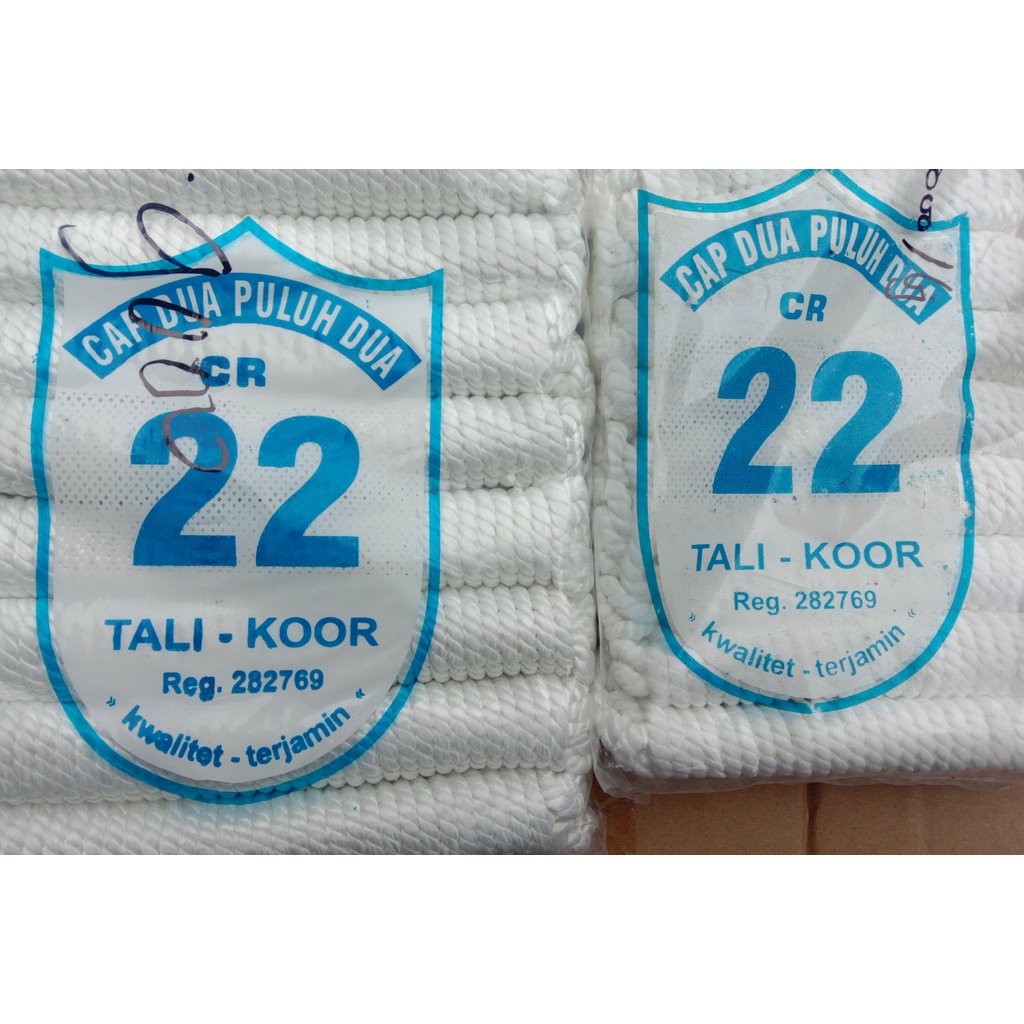 CAP DUA PULUH DUA
CR
22
TALI - KOOR
Reg. 282769
" kwalitet - terjamin "
CAP DUA PULUH DUA
CR
22
TALI - KOOR
Reg. 282769
" kwalitet - terjamin "